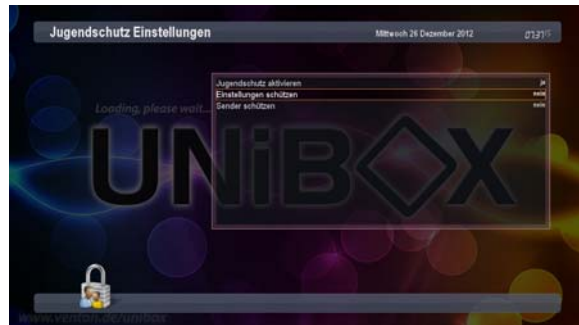 Jugendschutz Einstellungen
Mittwoch 26 Dezember 2012
Jugendschutz aktivieren ja
Einstellungen schützen nein
Sender schützen nein
Loading, please wait...
UNiBOX
www.venton.de/unibox